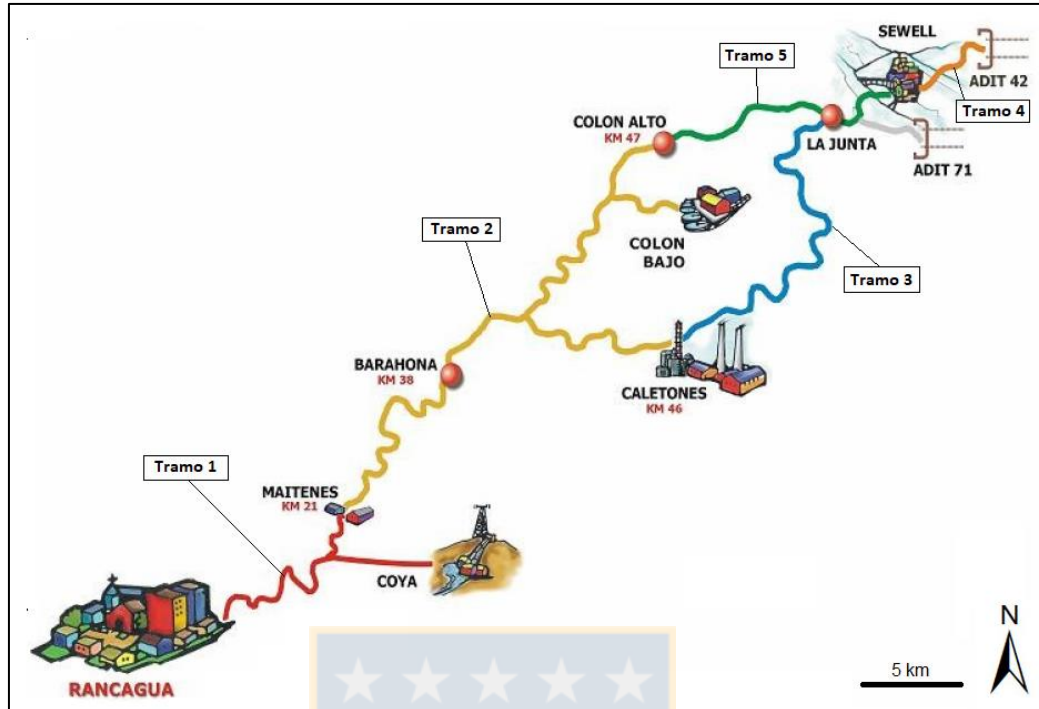 SEWELL
Tramo 5
ADIT 42
Tramo 4
COLON ALTO
KM 47
LA JUNTA
ADIT 71
Tramo 2
COLON
BAJO
Tramo 3
BARAHONA
KM 38
CALETONES
KM 46
Tramo 1
MAITENES
KM 21
COYA
N
5 km
RANCAGUA